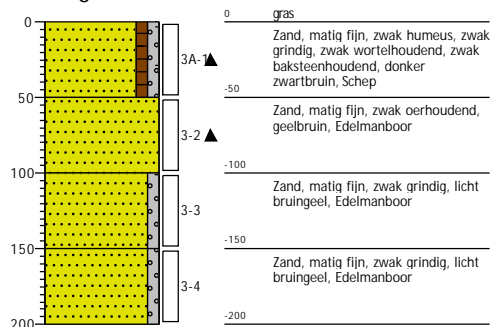 0
50
100
150
200
3A-1
3-2
3-3
3-4
0 gras
Zand, matig fijn, zwak humeus, zwak
grindig, zwak wortelhoudend, zwak
baksteenhoudend, donker
zwartbruin, Schep
-50
Zand, matig fijn, zwak oerhoudend,
geelbruin, Edelmanboor
-100
Zand, matig fijn, zwak grindig, licht
bruingeel, Edelmanboor
-150
Zand, matig fijn, zwak grindig, licht
bruingeel, Edelmanboor
-200